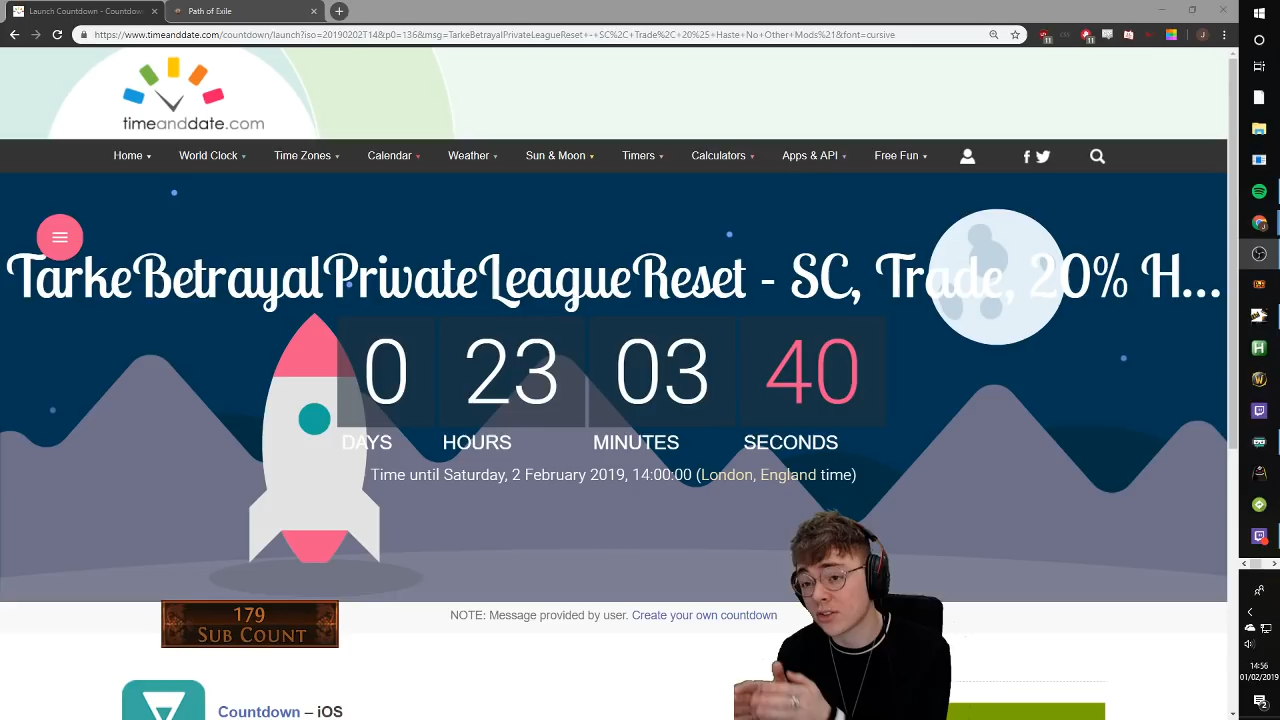 Launch Countdown - Countdow
Path of Exile
https://www.timeanddate.com/countdown/launch?iso=20190202T14&p0=136&msg=TarkeBetrayalPrivateLeagueReset+-+SC%2C+Trade%2C+20%25+Haste+No+Other+Mods%21&font=cursive
timeanddate.com
Home World Clock Time Zones Calendar Weather Sun & Moon Timers Calculators Apps & API Free Fun
TarkeBetrayalPrivateLeagueReset - SC, Trade, 20% H...
0 23 03 40
DAYS HOURS MINUTES SECONDS
Time until Saturday, 2 February 2019, 14:00:00 (London, England time)
179
SUB COUNT
NOTE: Message provided by user. Create your own countdown
Countdown – iOS
14:56
01/02/2019